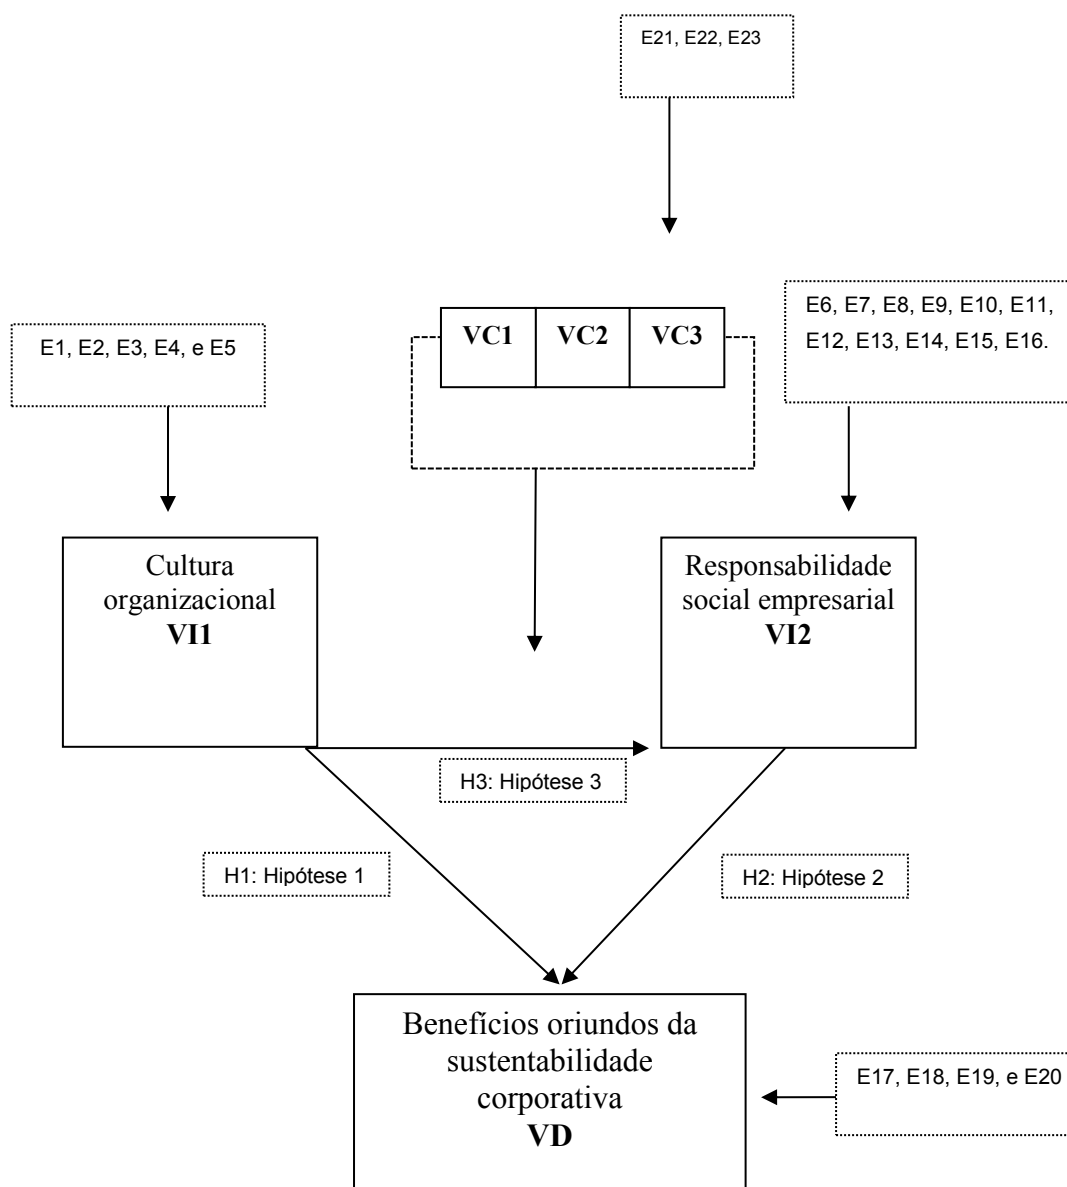 E21, E22, E23
VC1 VC2 VC3
E6, E7, E8, E9, E10, E11,
E12, E13, E14, E15, E16.
E1, E2, E3, E4, e E5
Cultura
organizacional
VI1
Responsabilidade
social empresarial
VI2
H3: Hipótese 3
H1: Hipótese 1
H2: Hipótese 2
Benefícios oriundos da
sustentabilidade
corporativa
VD
E17, E18, E19, e E20